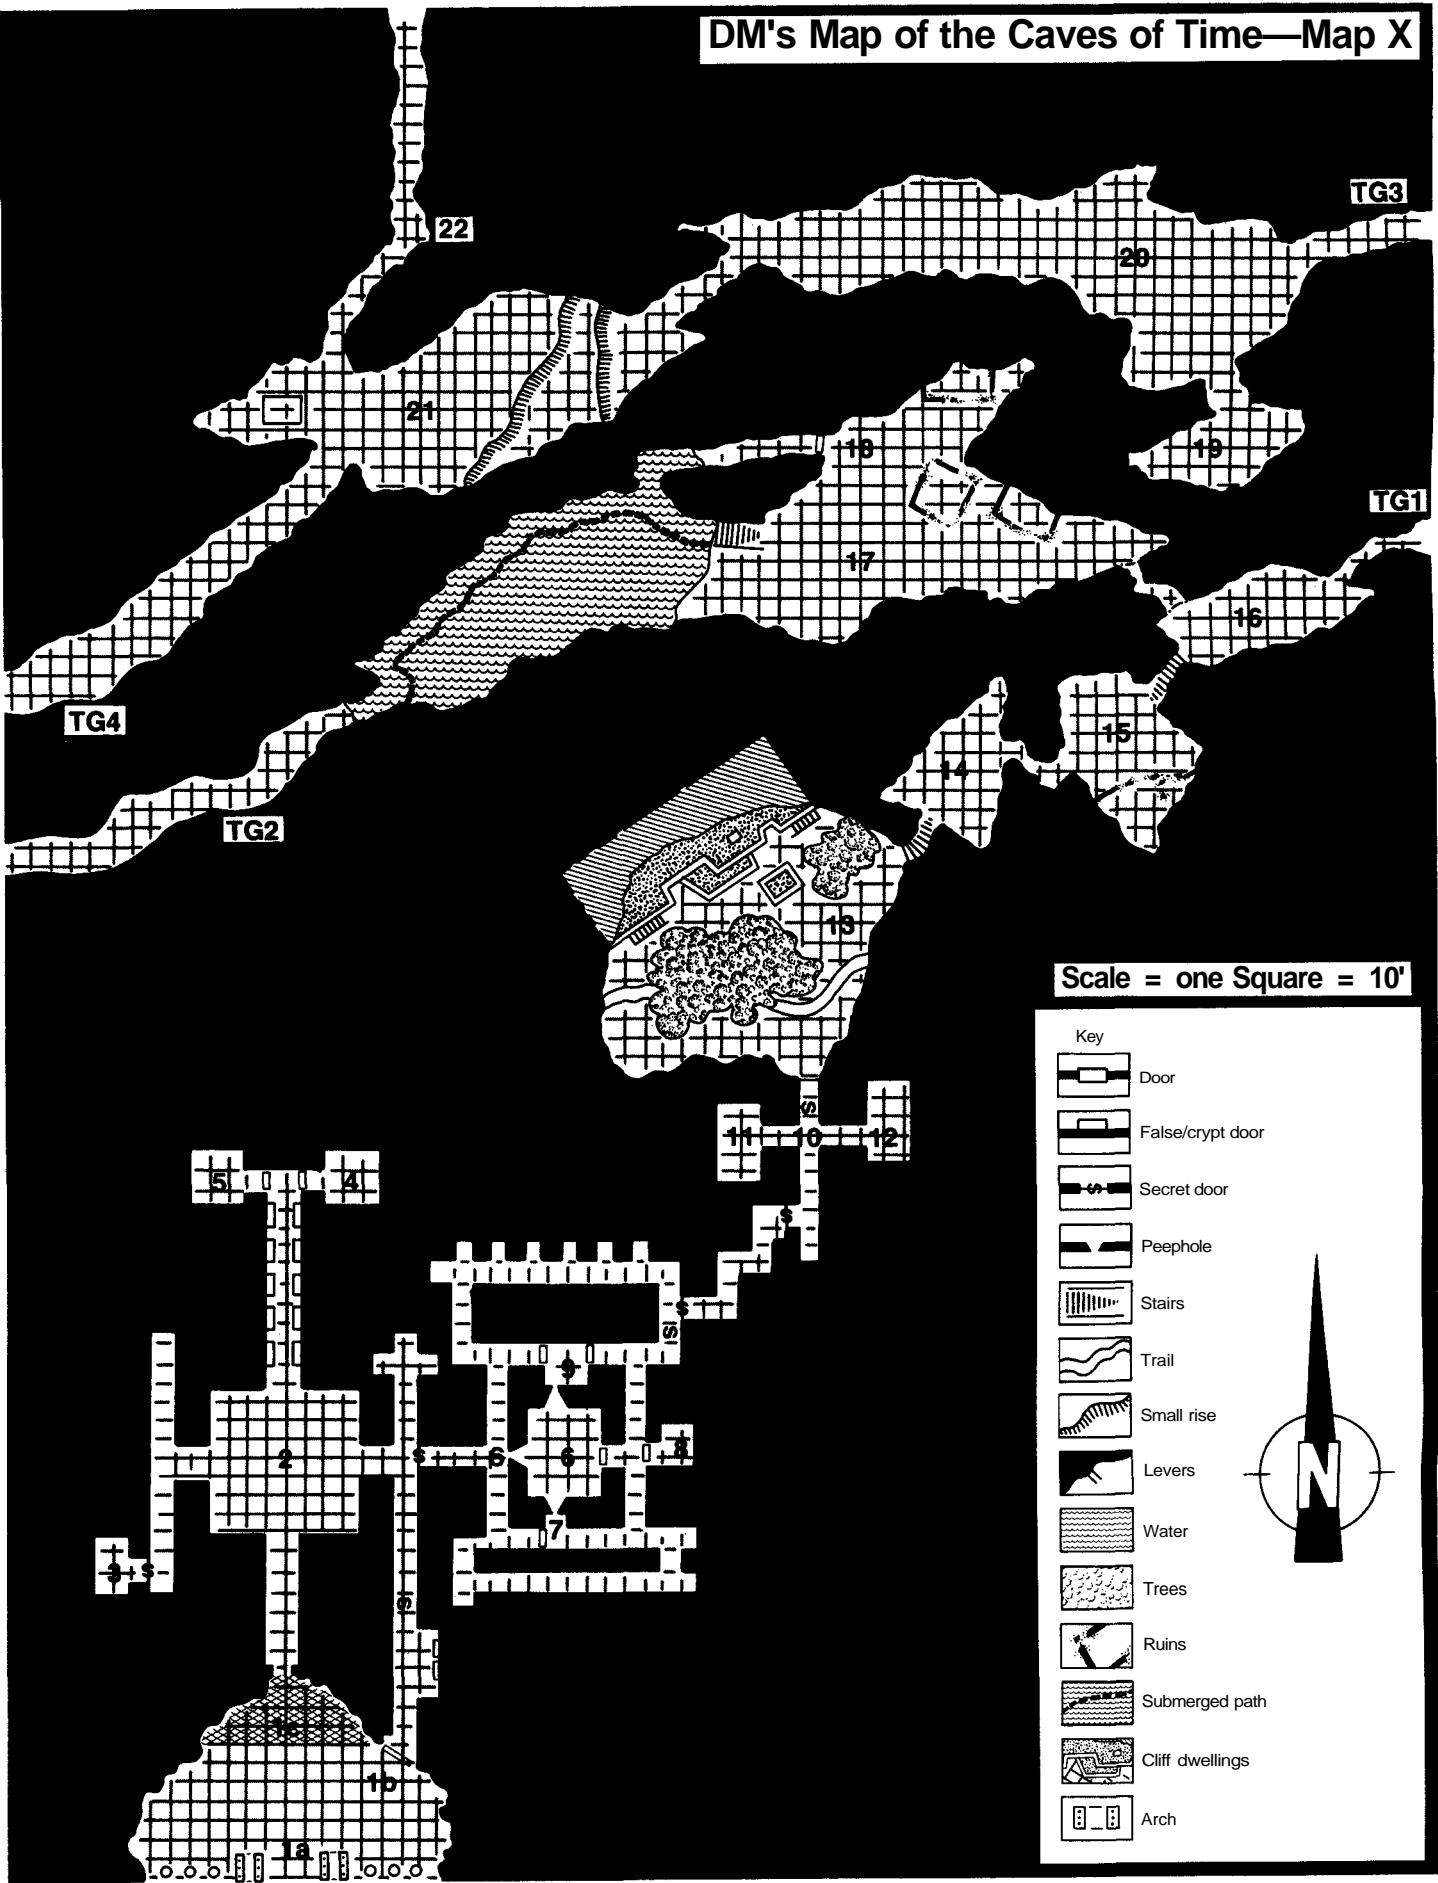 DM's Map of the Caves of Time—Map X
TG3
22
20
21
18
19
TG1
17
16
TG4
15
14
TG2
13
Scale = one Square = 10'
Key
Door
False/crypt door
Secret door
Peephole
Stairs
Trail
Small rise
Levers
Water
Trees
Ruins
Submerged path
Cliff dwellings
Arch
N
S
11
10
12
5
4
S
S
S
9
2
S
6
6
8
7
3
S
S
1c
1b
1a
S